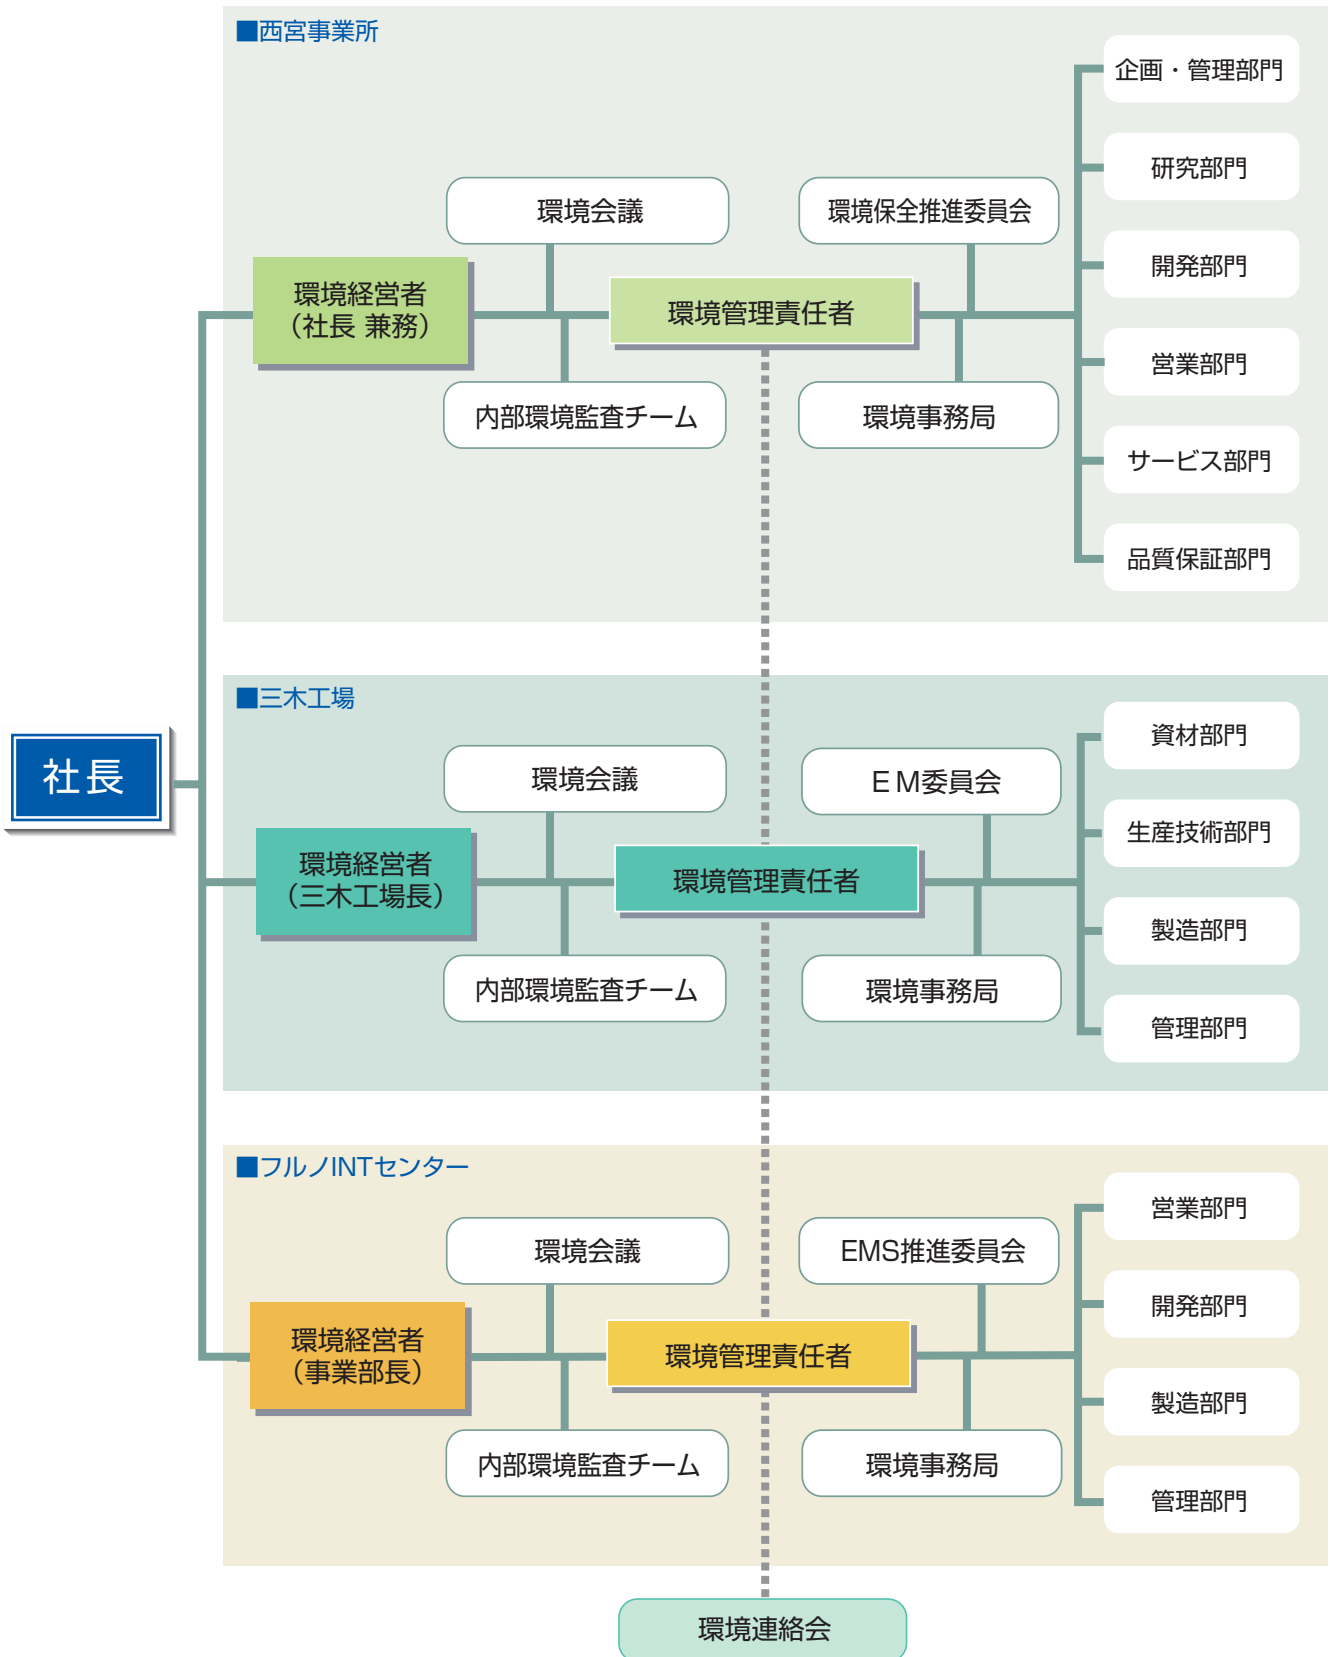 ■西宮事業所
企画・管理部門
研究部門
環境会議
環境保全推進委員会
開発部門
環境経営者
（社長 兼務）
環境管理責任者
営業部門
内部環境監査チーム
環境事務局
サービス部門
品質保証部門
社長
■三木工場
資材部門
環境会議
ＥＭ委員会
生産技術部門
環境経営者
（三木工場長）
環境管理責任者
製造部門
内部環境監査チーム
環境事務局
管理部門
■フルノINTセンター
営業部門
環境会議
EMS推進委員会
開発部門
環境経営者
（事業部長）
環境管理責任者
製造部門
内部環境監査チーム
環境事務局
管理部門
環境連絡会